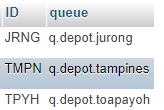 ID queue
JRNG q.depot.jurong
TMPN q.depot.tampines
TPYH q.depot.toapayoh